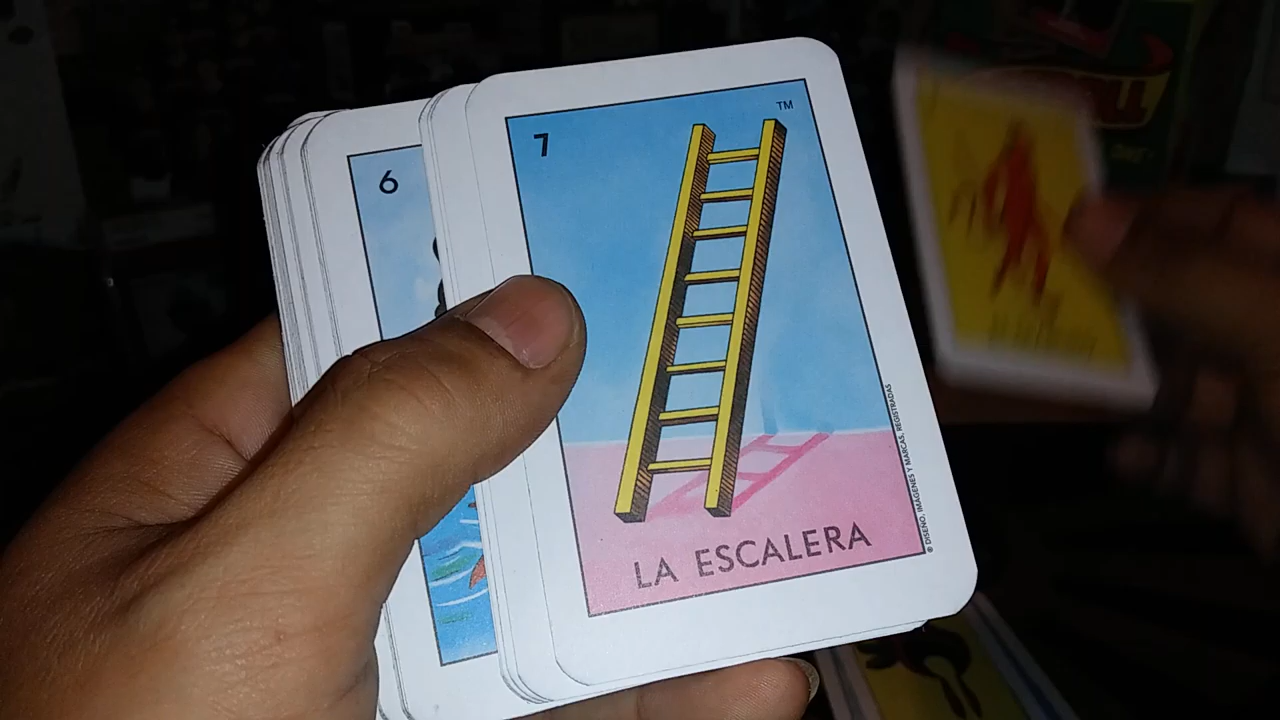 6
7
TM
LA ESCALERA
® DISEÑO, IMÁGENES Y MARCAS, REGISTRADAS